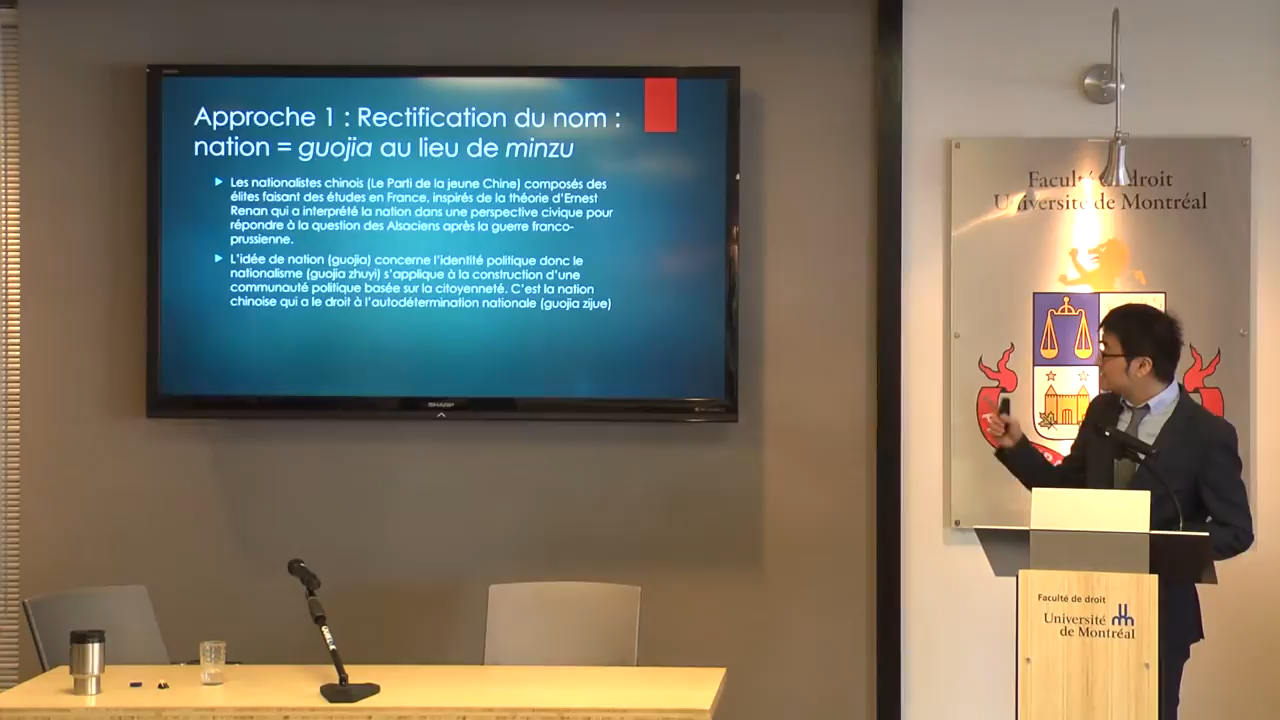 Approche 1 : Rectification du nom :
nation = guojia au lieu de minzu
Les nationalistes chinois (Le Parti de la jeune Chine) composés des
élites faisant des études en France, inspirés de la théorie d'Ernest
Renan qui a interprété la nation dans une perspective civique pour
répondre à la question des Alsaciens après la guerre franco-
prussienne.
L'idée de nation (guojia) concerne l'identité politique donc le
nationalisme (guojia zhuyi) s'applique à la construction d'une
communauté politique basée sur la citoyenneté. C'est la nation
chinoise qui a le droit à l'autodétermination nationale (guojia zijue)
SHARP
Faculté de droit
Université de Montréal
Faculté de droit
Université
de Montréal